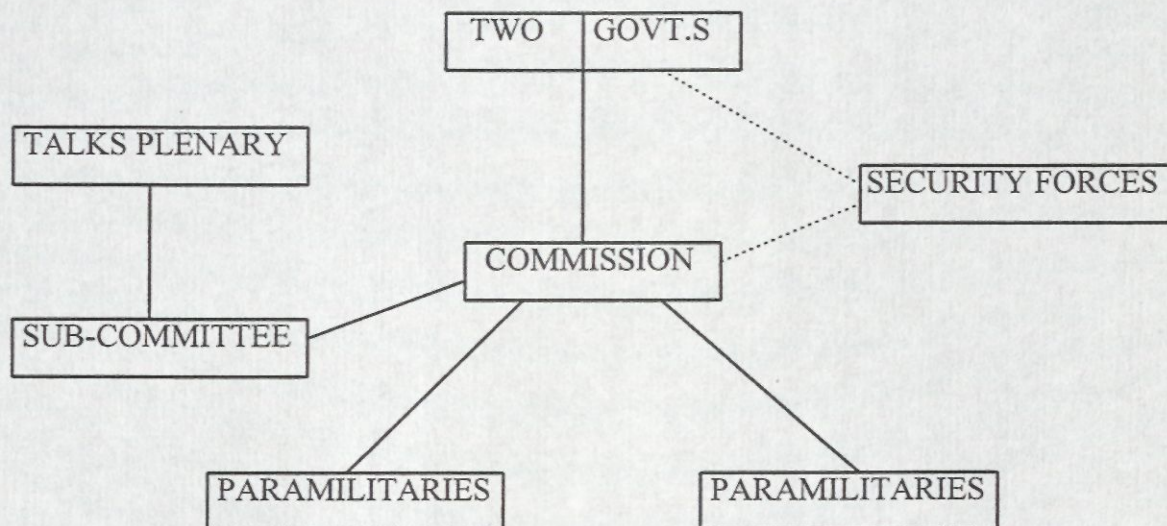 TWO GOVT.S
TALKS PLENARY
SECURITY FORCES
COMMISSION
SUB-COMMITTEE
PARAMILITARIES
PARAMILITARIES